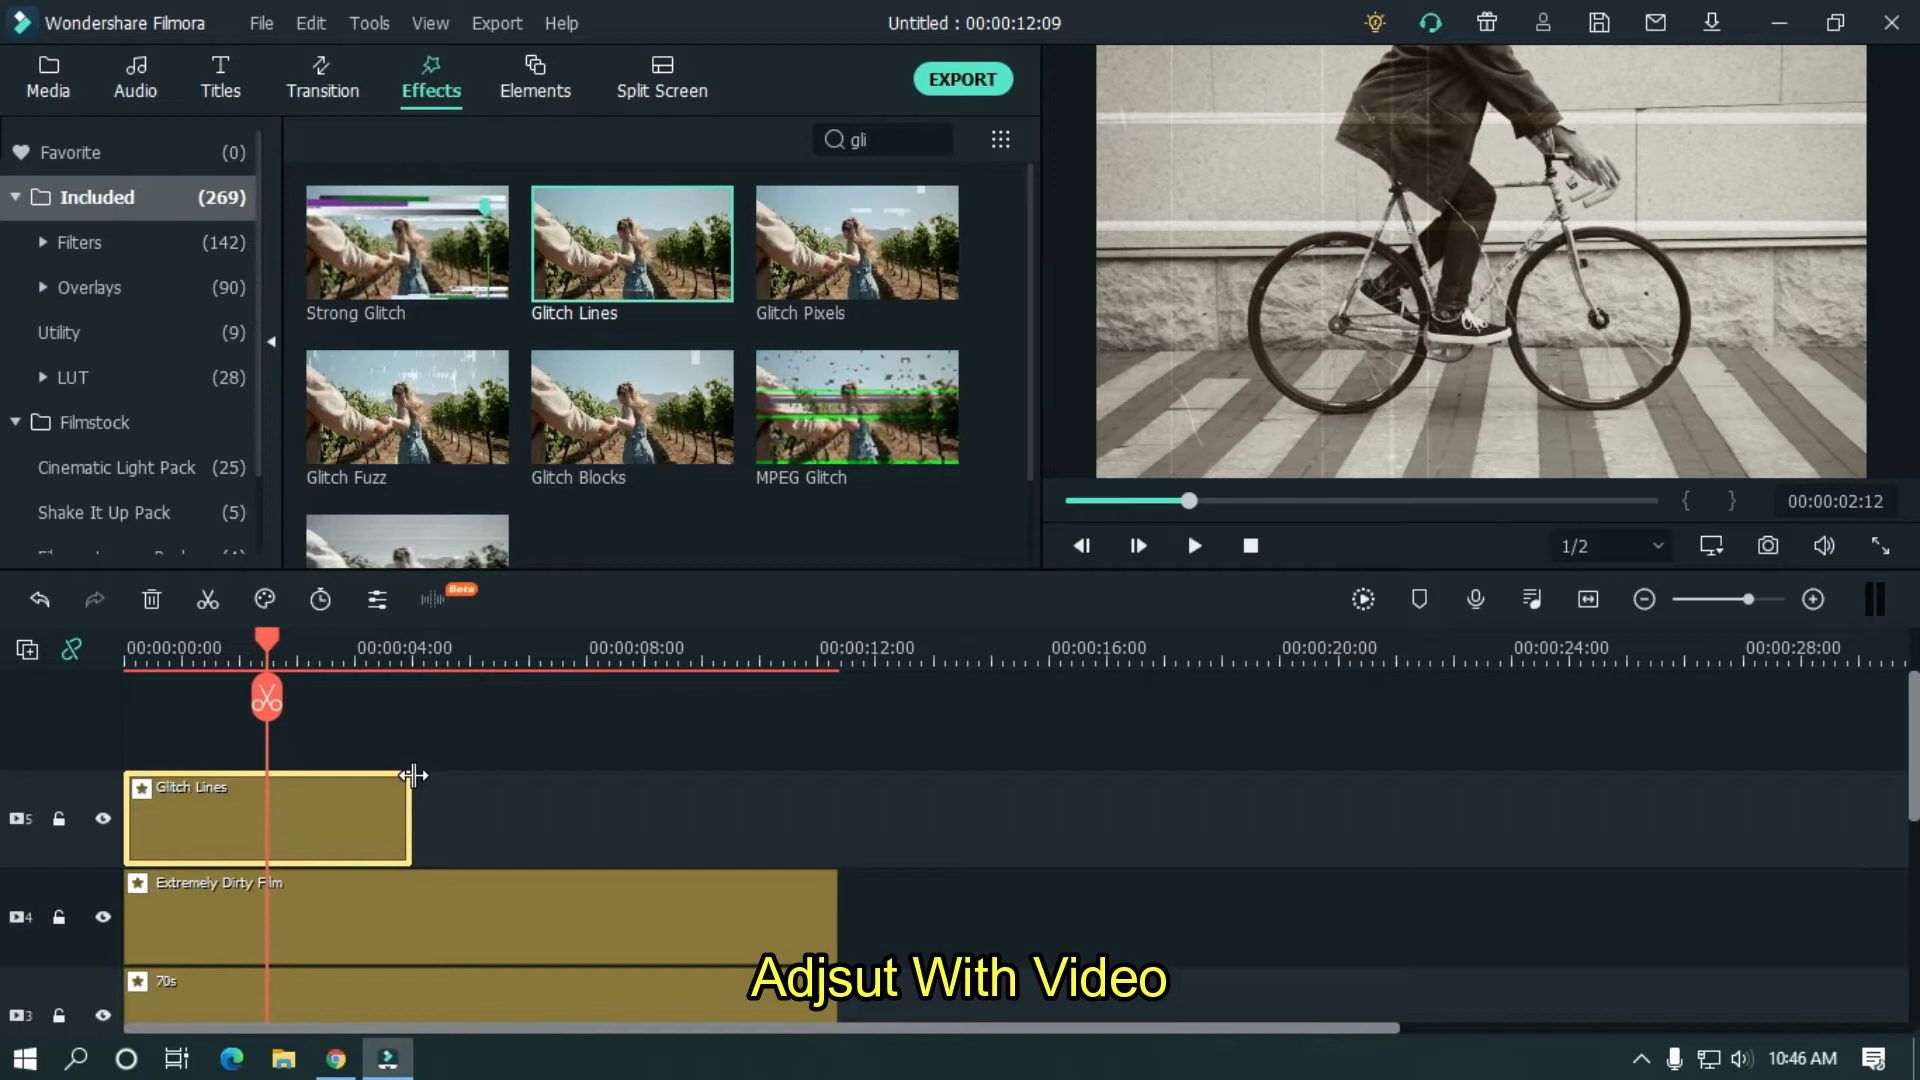 Wondershare Filmora
File
Edit
Tools
View
Export
Help
Untitled : 00:00:12:09
Media
Audio
Titles
Transition
Effects
Elements
Split Screen
EXPORT
gli
Favorite (0)
Included (269)
Filters (142)
Overlays (90)
Utility (9)
LUT (28)
Filmstock
Cinematic Light Pack (25)
Shake It Up Pack (5)
Strong Glitch
Glitch Lines
Glitch Pixels
Glitch Fuzz
Glitch Blocks
MPEG Glitch
00:00:02:12
1/2
Beta
00:00:00:00
00:00:04:00
00:00:08:00
00:00:12:00
00:00:16:00
00:00:20:00
00:00:24:00
00:00:28:00
5
Glitch Lines
4
Extremely Dirty Film
3
70s
Adjsut With Video
10:46 AM